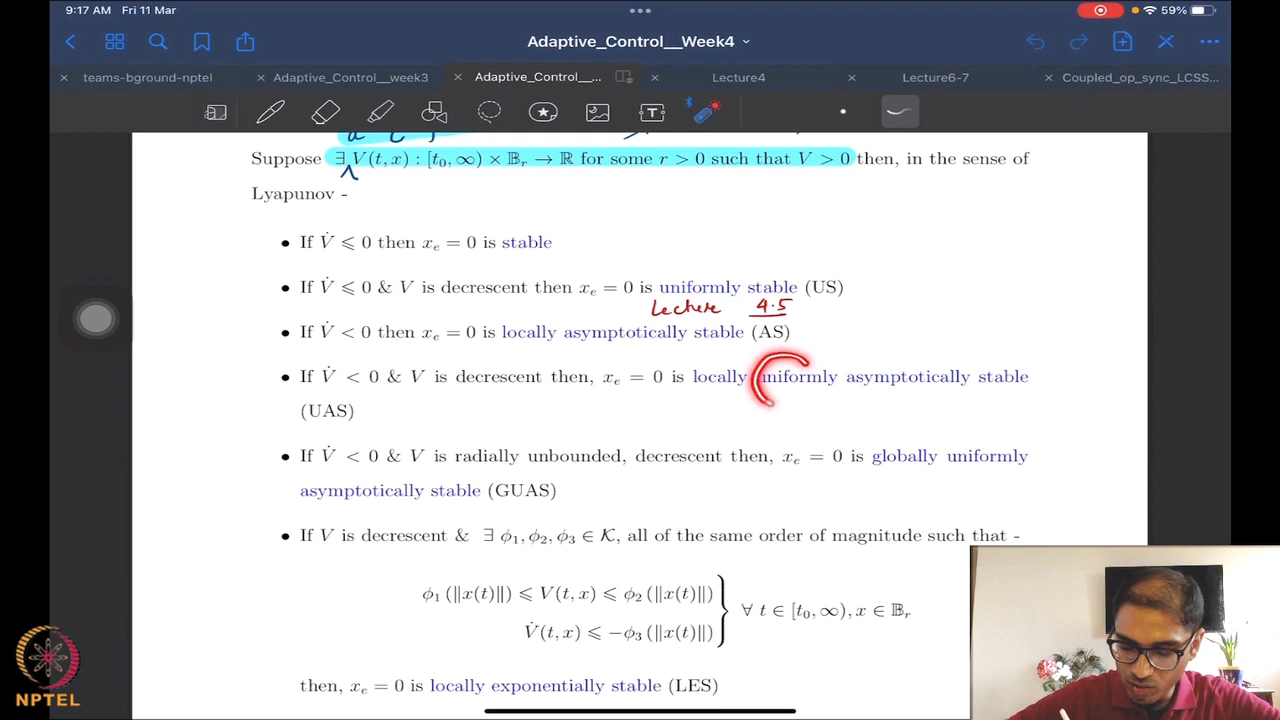 9:17 AM Fri 11 Mar
59%
Adaptive_Control__Week4
teams-bground-nptel
Adaptive_Control__week3
Adaptive_Control__...
Lecture4
Lecture6-7
Coupled_op_sync_LCSS...
Suppose ∃ V(t, x) : [t₀, ∞) × 𝔹ᵣ → ℝ for some r > 0 such that V > 0 then, in the sense of
Lyapunov -
• If V̇ ⩽ 0 then xₑ = 0 is stable
• If V̇ ⩽ 0 & V is decrescent then xₑ = 0 is uniformly stable (US)
Lecture 4.5
• If V̇ < 0 then xₑ = 0 is locally asymptotically stable (AS)
• If V̇ < 0 & V is decrescent then, xₑ = 0 is locally uniformly asymptotically stable
(UAS)
• If V̇ < 0 & V is radially unbounded, decrescent then, xₑ = 0 is globally uniformly
asymptotically stable (GUAS)
• If V is decrescent & ∃ ϕ₁, ϕ₂, ϕ₃ ∈ 𝒦, all of the same order of magnitude such that -
ϕ₁ (‖x(t)‖) ⩽ V(t, x) ⩽ ϕ₂ (‖x(t)‖)
V̇(t, x) ⩽ −ϕ₃ (‖x(t)‖) } ∀ t ∈ [t₀, ∞), x ∈ 𝔹ᵣ
then, xₑ = 0 is locally exponentially stable (LES)
NPTEL